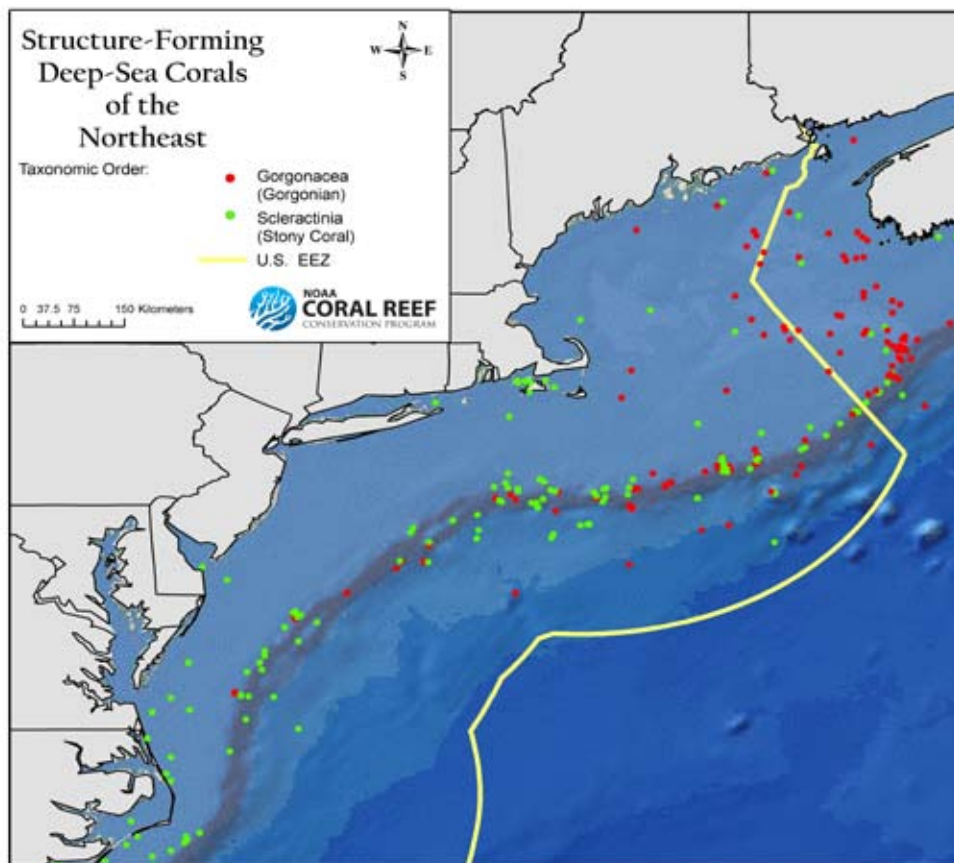 Structure-Forming
Deep-Sea Corals
of the
Northeast
N
W E
S
Taxonomic Order:
Gorgonacea
(Gorgonian)
Scleractinia
(Stony Coral)
U.S. EEZ
0 37.5 75 150 Kilometers
NOAA
CORAL REEF
CONSERVATION PROGRAM